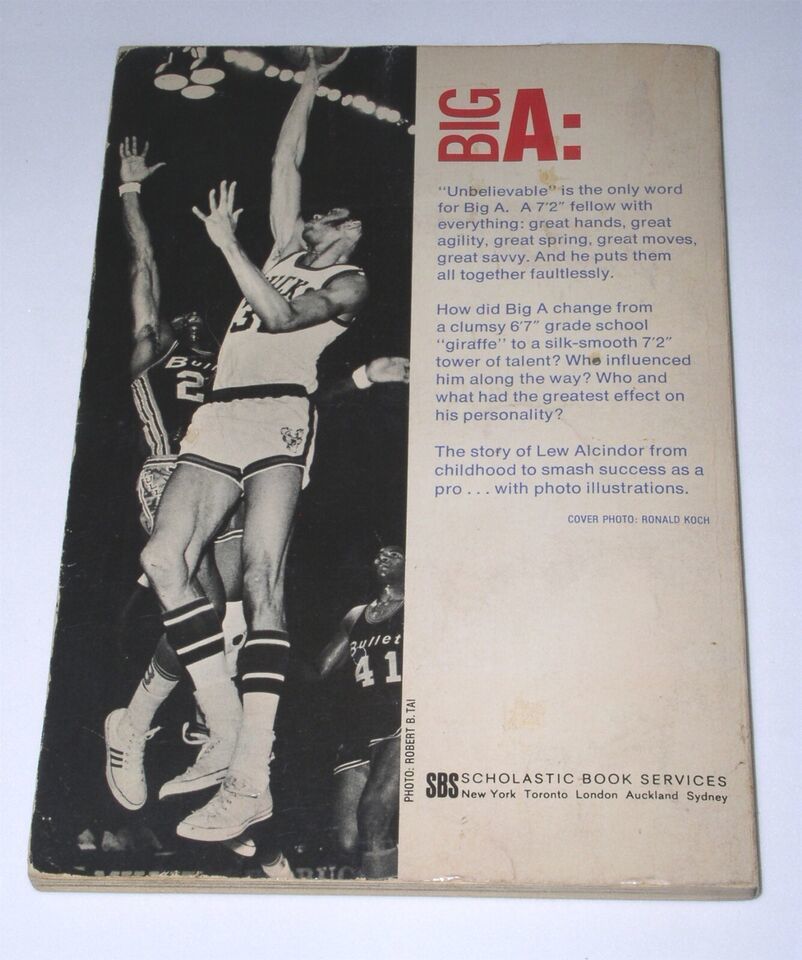 BIG A:
"Unbelievable" is the only word
for Big A. A 7'2" fellow with
everything: great hands, great
agility, great spring, great moves,
great savvy. And he puts them
all together faultlessly.
How did Big A change from
a clumsy 6'7" grade school
"giraffe" to a silk-smooth 7'2"
tower of talent? Who influenced
him along the way? Who and
what had the greatest effect on
his personality?
The story of Lew Alcindor from
childhood to smash success as a
pro . . . with photo illustrations.
COVER PHOTO: RONALD KOCH
PHOTO: ROBERT B. TAI
SBS SCHOLASTIC BOOK SERVICES
New York Toronto London Auckland Sydney
Bullet
41
2
3